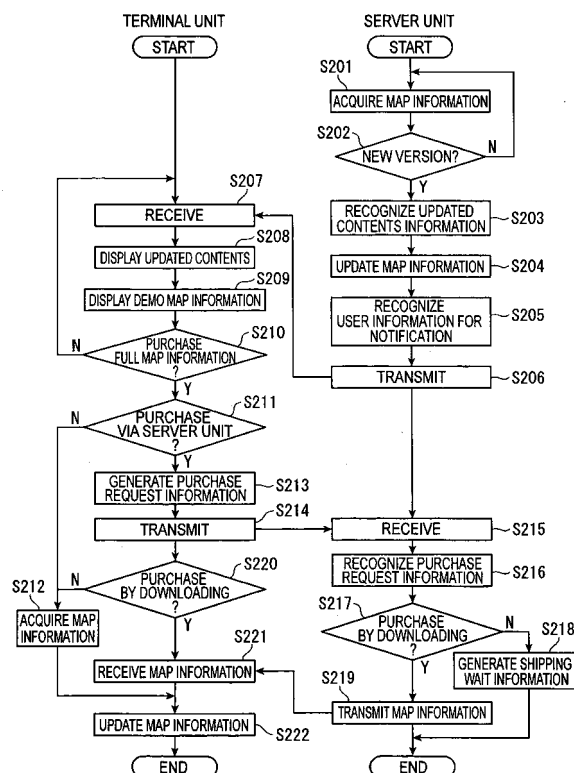 TERMINAL UNIT
START
S207
RECEIVE
S208
DISPLAY UPDATED CONTENTS
S209
DISPLAY DEMO MAP INFORMATION
S210
PURCHASE
FULL MAP INFORMATION
?
N
Y
S211
PURCHASE
VIA SERVER UNIT
?
N
Y
GENERATE PURCHASE
REQUEST INFORMATION
S213
S214
TRANSMIT
S220
PURCHASE
BY DOWNLOADING
?
N
Y
S212
ACQUIRE MAP
INFORMATION
S221
RECEIVE MAP INFORMATION
UPDATE MAP INFORMATION
S222
END
SERVER UNIT
START
S201
ACQUIRE MAP INFORMATION
S202
NEW VERSION?
N
Y
RECOGNIZE UPDATED
CONTENTS INFORMATION
S203
UPDATE MAP INFORMATION
S204
RECOGNIZE
USER INFORMATION FOR
NOTIFICATION
S205
TRANSMIT
S206
RECEIVE
S215
RECOGNIZE PURCHASE
REQUEST INFORMATION
S216
S217
PURCHASE
BY DOWNLOADING
?
N
Y
S218
GENERATE SHIPPING
WAIT INFORMATION
S219
TRANSMIT MAP INFORMATION
END